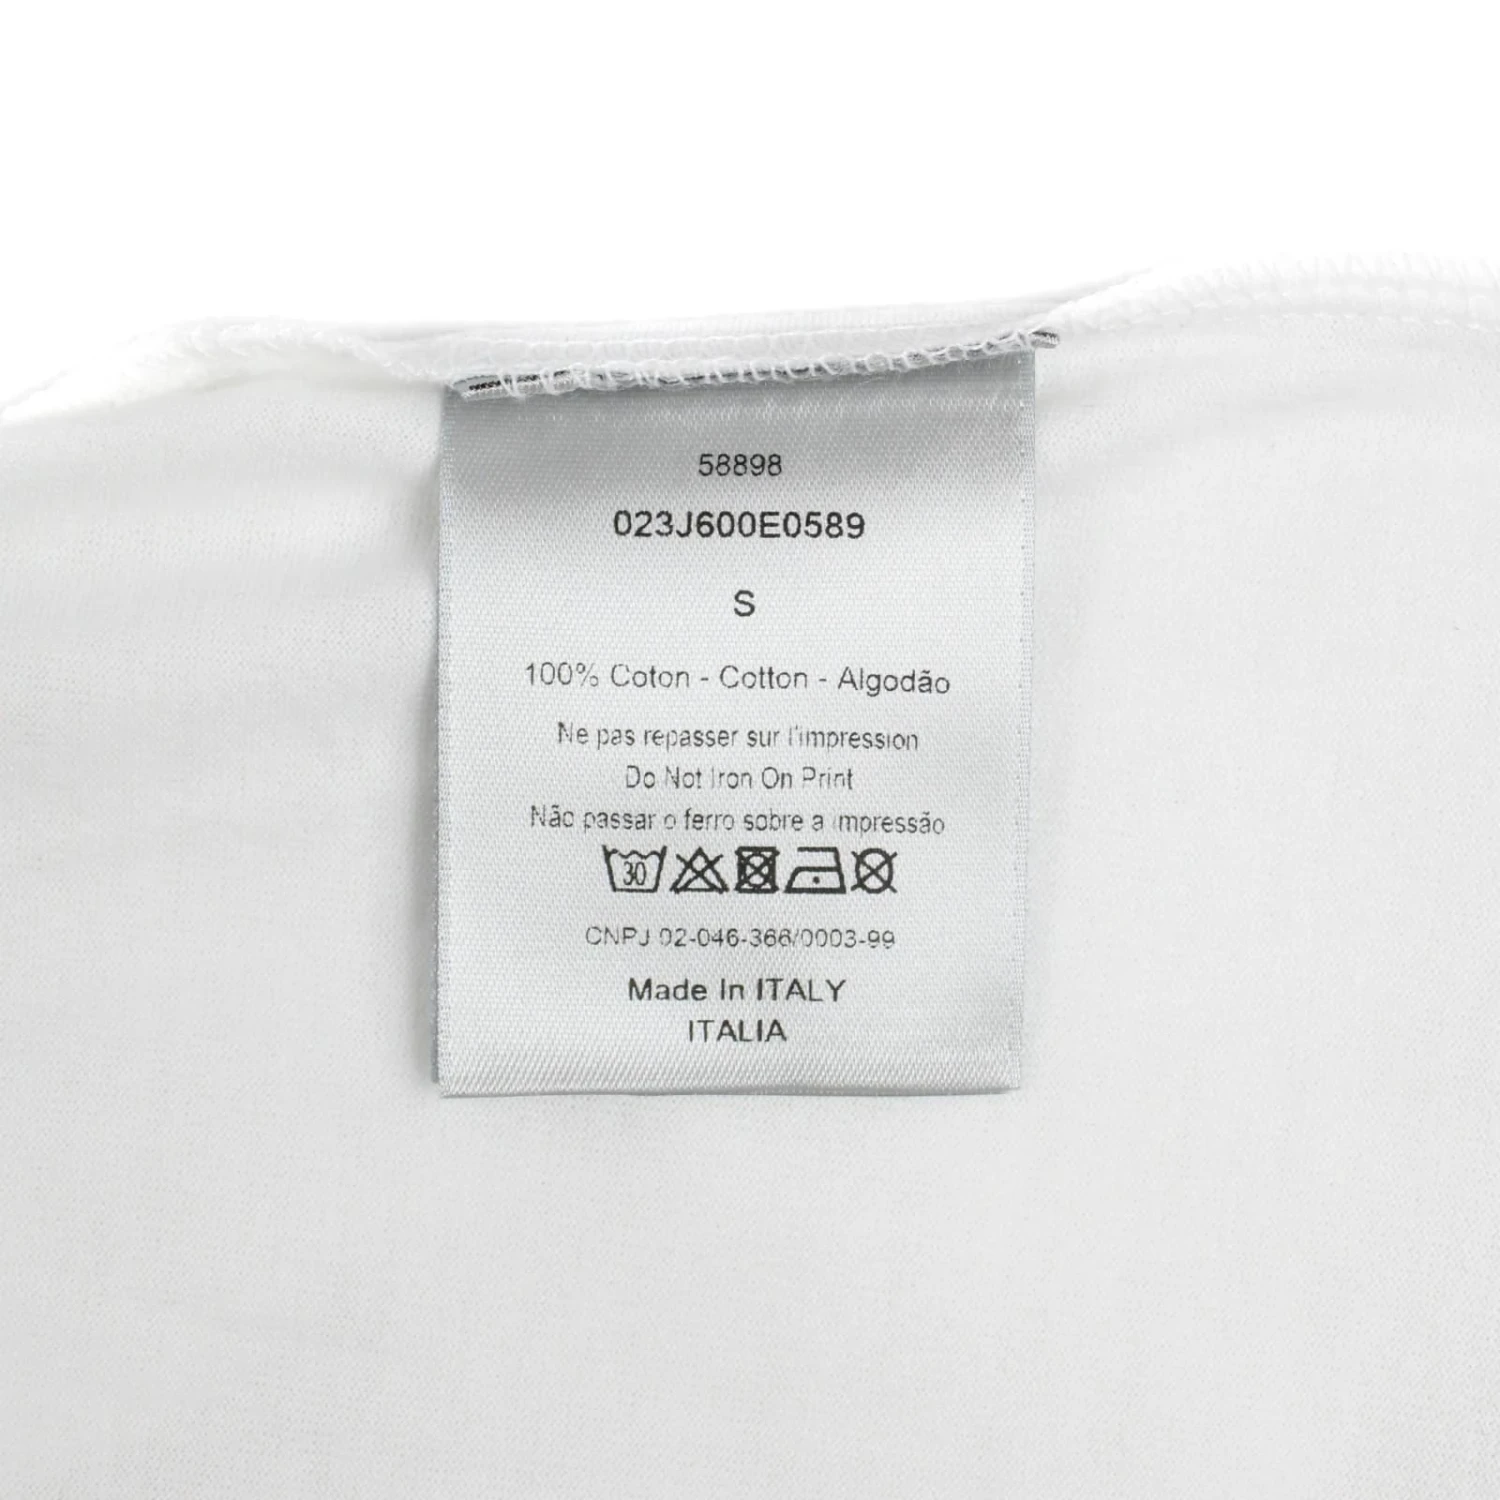 58898
023J600E0589
S
100% Coton - Cotton - Algodão
Ne pas repasser sur l'impression
Do Not Iron On Print
Não passar o ferro sobre a impressão
30
CNPJ 02-046-366/0003-99
Made In ITALY
ITALIA